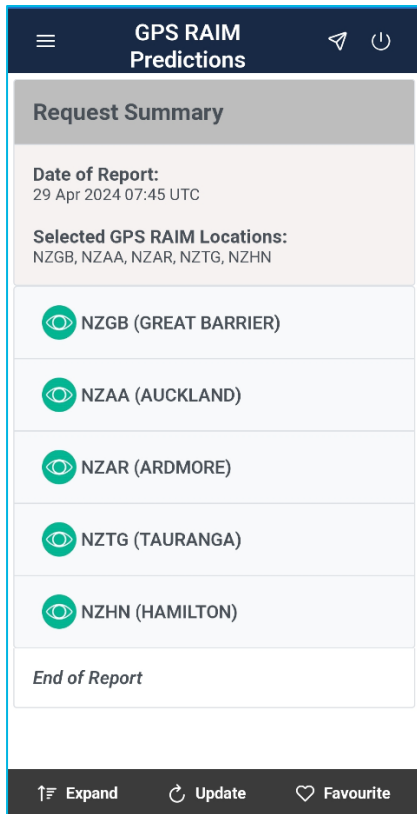 GPS RAIM
Predictions
Request Summary
Date of Report:
29 Apr 2024 07:45 UTC
Selected GPS RAIM Locations:
NZGB, NZAA, NZAR, NZTG, NZHN
NZGB (GREAT BARRIER)
NZAA (AUCKLAND)
NZAR (ARDMORE)
NZTG (TAURANGA)
NZHN (HAMILTON)
End of Report
Expand Update Favourite